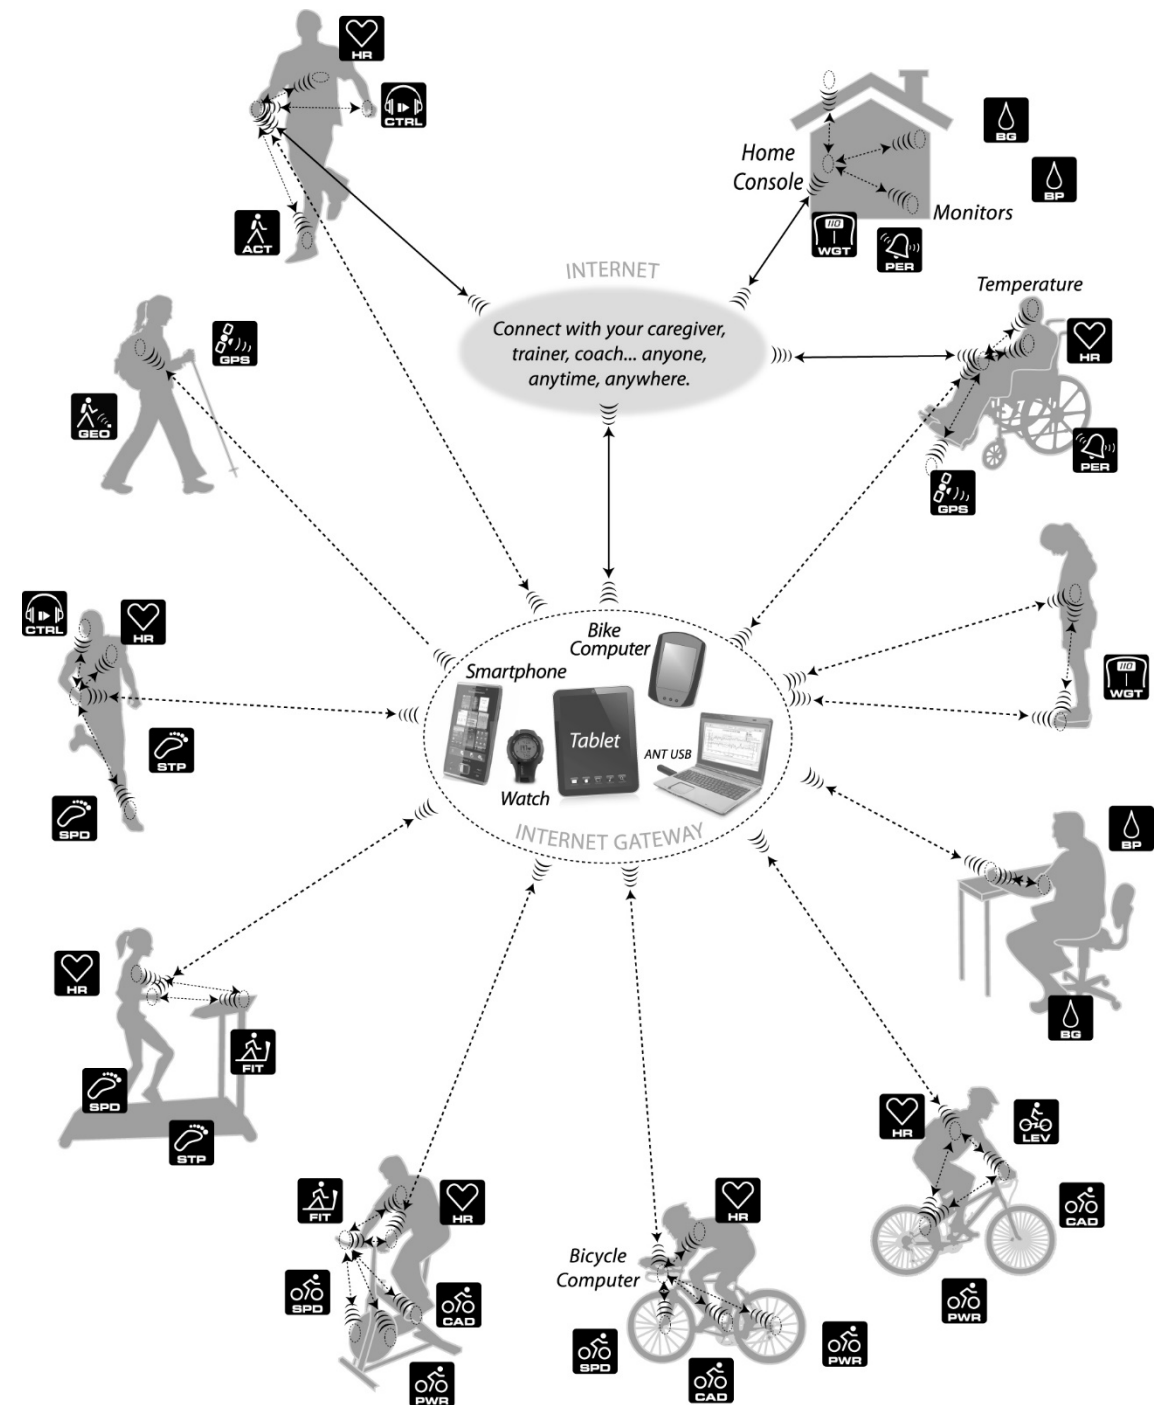 HR
CTRL
ACT
Home
Console
BG
BP
Monitors
WGT
PER
INTERNET
Connect with your caregiver,
trainer, coach... anyone,
anytime, anywhere.
Temperature
HR
PER
GPS
GPS
GEO
CTRL
HR
STP
SPD
Bike
Computer
Smartphone
Tablet
ANT USB
Watch
INTERNET GATEWAY
110
WGT
BP
BG
HR
FIT
SPD
STP
FIT
HR
SPD
CAD
PWR
HR
Bicycle
Computer
SPD
CAD
PWR
HR
LEV
CAD
PWR